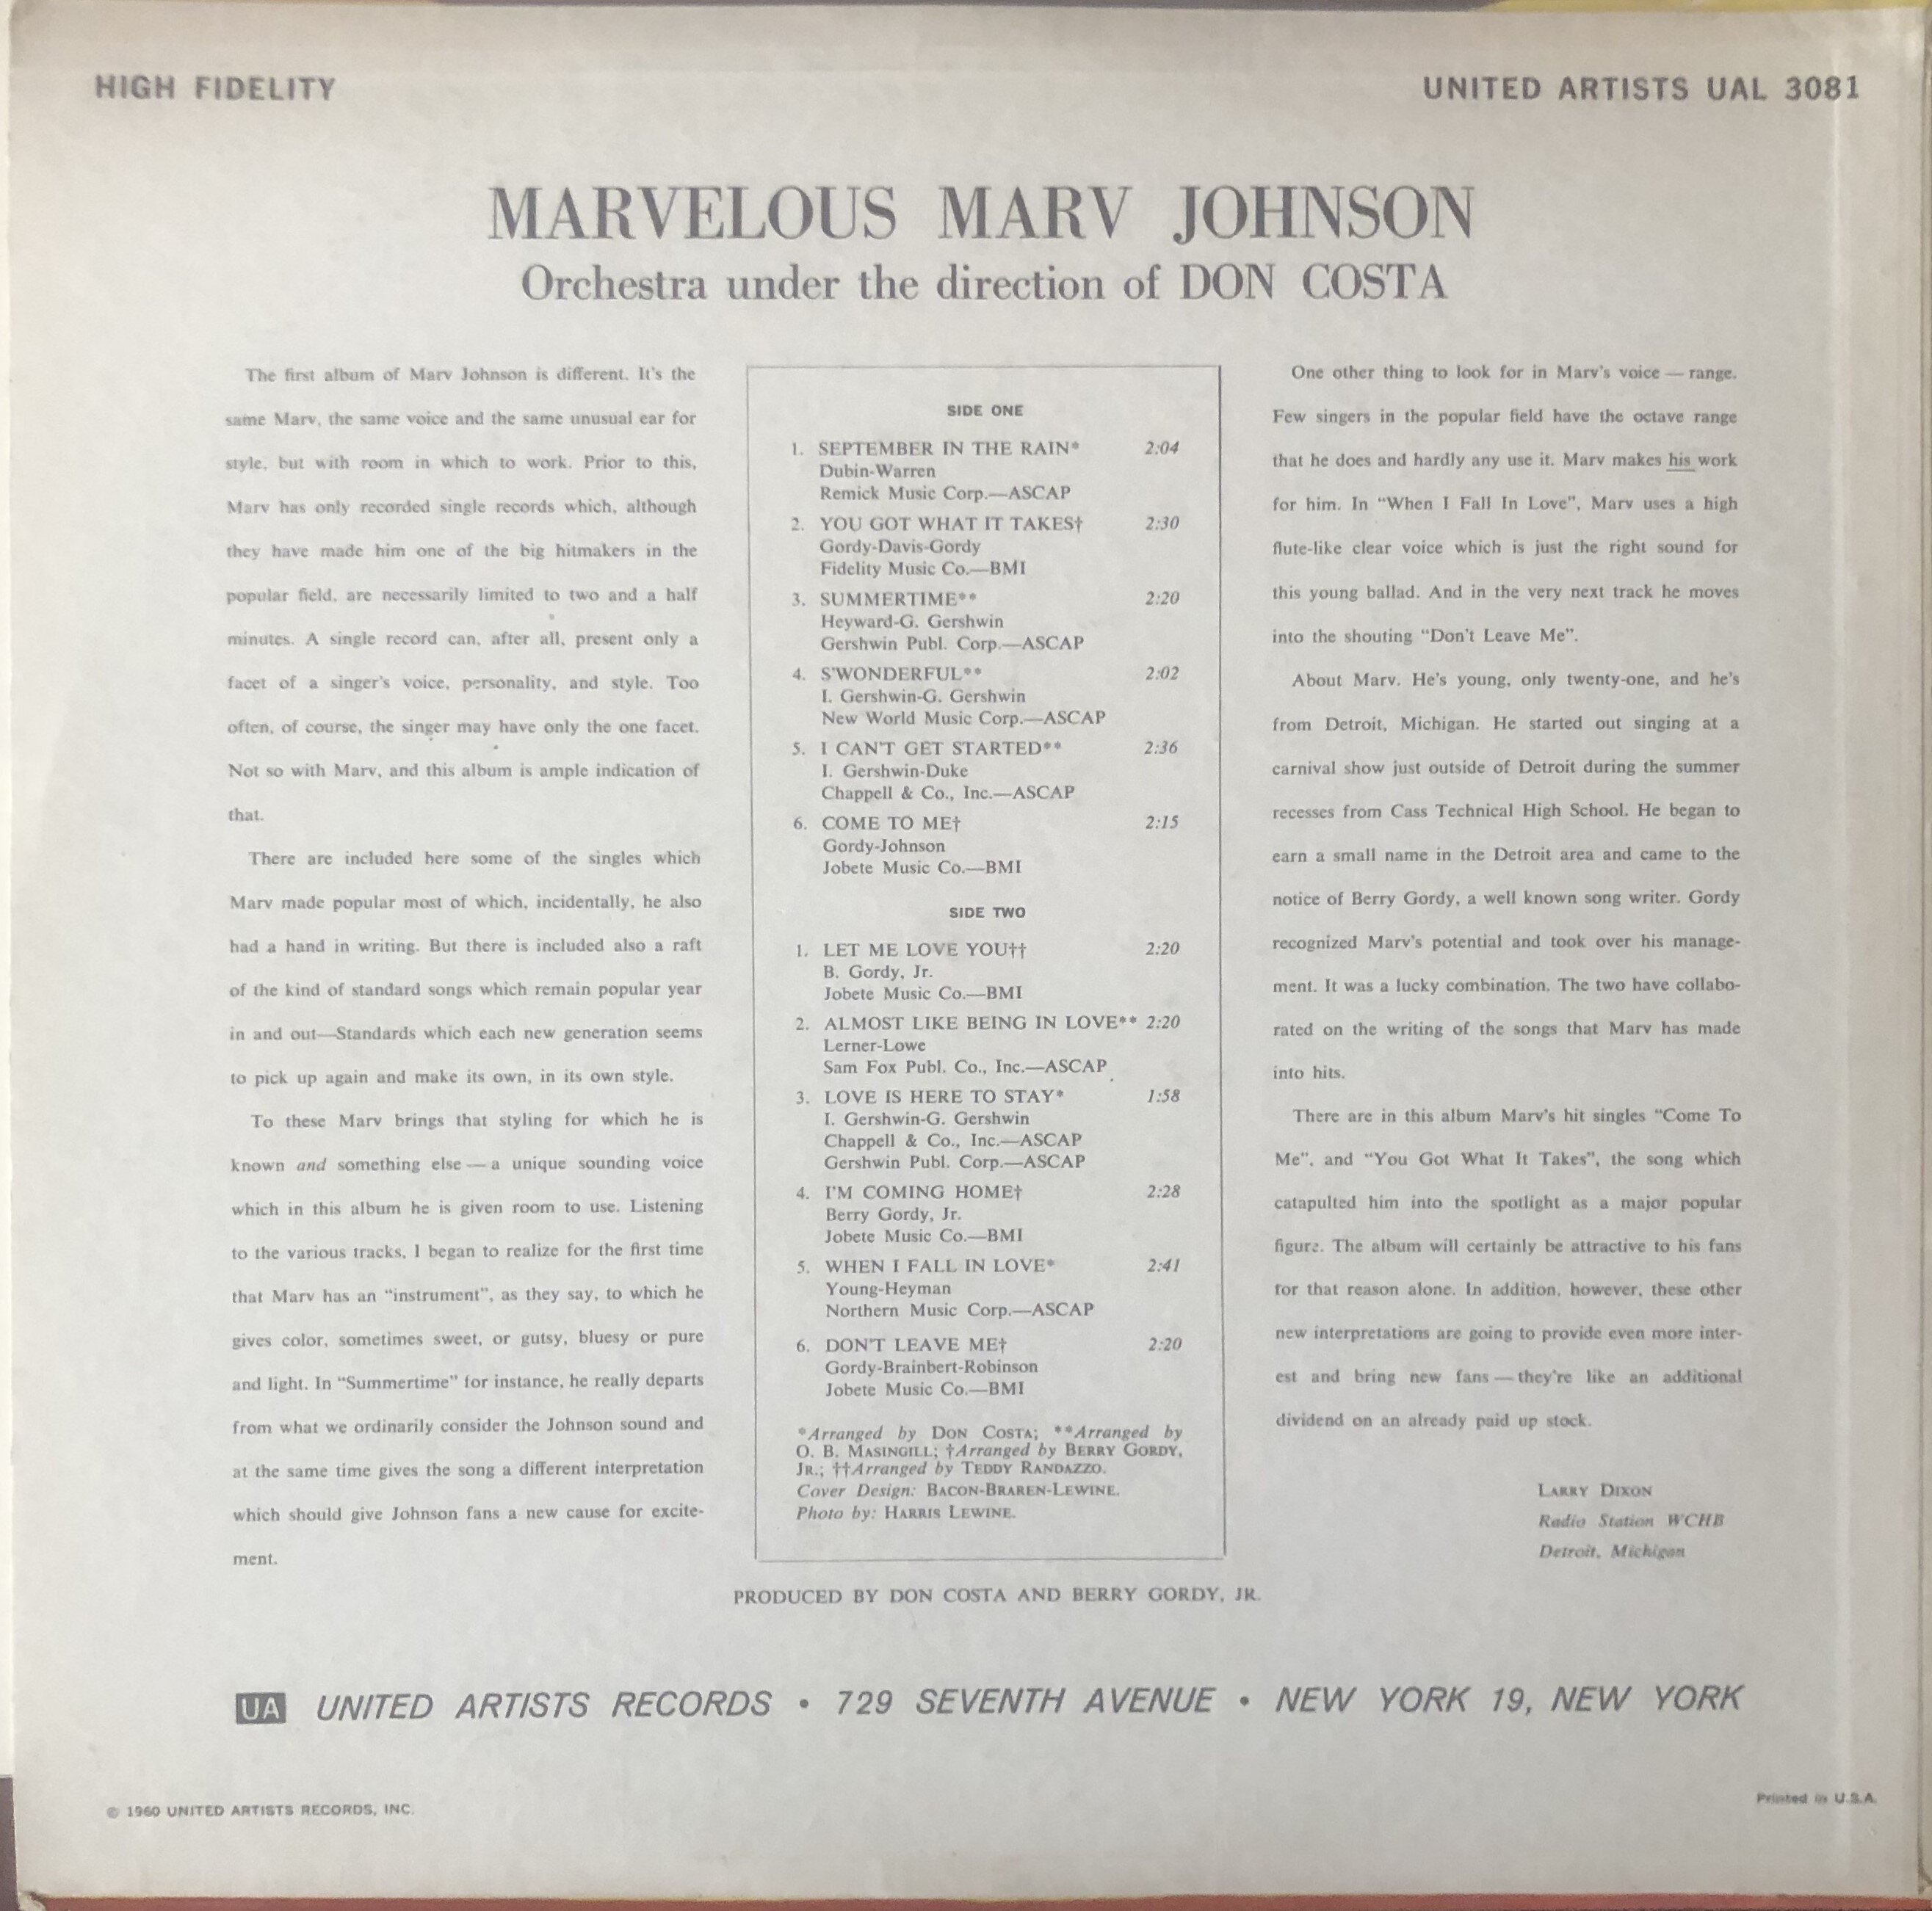 HIGH FIDELITY
UNITED ARTISTS UAL 3081
MARVELOUS MARV JOHNSON
Orchestra under the direction of DON COSTA
The first album of Marv Johnson is different. It's the
same Marv, the same voice and the same unusual ear for
style, but with room in which to work. Prior to this,
Marv has only recorded single records which, although
they have made him one of the big hitmakers in the
popular field, are necessarily limited to two and a half
minutes. A single record can, after all, present only a
facet of a singer's voice, personality, and style. Too
often, of course, the singer may have only the one facet.
Not so with Marv, and this album is ample indication of
that.
There are included here some of the singles which
Marv made popular most of which, incidentally, he also
had a hand in writing. But there is included also a raft
of the kind of standard songs which remain popular year
in and out—Standards which each new generation seems
to pick up again and make its own, in its own style.
To these Marv brings that styling for which he is
known and something else — a unique sounding voice
which in this album he is given room to use. Listening
to the various tracks, I began to realize for the first time
that Marv has an "instrument", as they say, to which he
gives color, sometimes sweet, or gutsy, bluesy or pure
and light. In "Summertime" for instance, he really departs
from what we ordinarily consider the Johnson sound and
at the same time gives the song a different interpretation
which should give Johnson fans a new cause for excite-
ment.
SIDE ONE
1. SEPTEMBER IN THE RAIN* 2:04
Dubin-Warren
Remick Music Corp.—ASCAP
2. YOU GOT WHAT IT TAKES† 2:30
Gordy-Davis-Gordy
Fidelity Music Co.—BMI
3. SUMMERTIME** 2:20
Heyward-G. Gershwin
Gershwin Publ. Corp.—ASCAP
4. S'WONDERFUL** 2:02
I. Gershwin-G. Gershwin
New World Music Corp.—ASCAP
5. I CAN'T GET STARTED** 2:36
I. Gershwin-Duke
Chappell & Co., Inc.—ASCAP
6. COME TO ME† 2:15
Gordy-Johnson
Jobete Music Co.—BMI
SIDE TWO
1. LET ME LOVE YOU†† 2:20
B. Gordy, Jr.
Jobete Music Co.—BMI
2. ALMOST LIKE BEING IN LOVE** 2:20
Lerner-Lowe
Sam Fox Publ. Co., Inc.—ASCAP
3. LOVE IS HERE TO STAY* 1:58
I. Gershwin-G. Gershwin
Chappell & Co., Inc.—ASCAP
Gershwin Publ. Corp.—ASCAP
4. I'M COMING HOME† 2:28
Berry Gordy, Jr.
Jobete Music Co.—BMI
5. WHEN I FALL IN LOVE* 2:41
Young-Heyman
Northern Music Corp.—ASCAP
6. DON'T LEAVE ME† 2:20
Gordy-Brainbert-Robinson
Jobete Music Co.—BMI
*Arranged by DON COSTA; **Arranged by
O. B. MASINGILL; †Arranged by BERRY GORDY,
JR.; ††Arranged by TEDDY RANDAZZO.
Cover Design: BACON-BRAREN-LEWINE.
Photo by: HARRIS LEWINE.
One other thing to look for in Marv's voice — range.
Few singers in the popular field have the octave range
that he does and hardly any use it. Marv makes his work
for him. In "When I Fall In Love", Marv uses a high
flute-like clear voice which is just the right sound for
this young ballad. And in the very next track he moves
into the shouting "Don't Leave Me".
About Marv. He's young, only twenty-one, and he's
from Detroit, Michigan. He started out singing at a
carnival show just outside of Detroit during the summer
recesses from Cass Technical High School. He began to
earn a small name in the Detroit area and came to the
notice of Berry Gordy, a well known song writer. Gordy
recognized Marv's potential and took over his manage-
ment. It was a lucky combination. The two have collabo-
rated on the writing of the songs that Marv has made
into hits.
There are in this album Marv's hit singles "Come To
Me", and "You Got What It Takes", the song which
catapulted him into the spotlight as a major popular
figure. The album will certainly be attractive to his fans
for that reason alone. In addition, however, these other
new interpretations are going to provide even more inter-
est and bring new fans — they're like an additional
dividend on an already paid up stock.
LARRY DIXON
Radio Station WCHB
Detroit, Michigan
PRODUCED BY DON COSTA AND BERRY GORDY, JR.
UA UNITED ARTISTS RECORDS • 729 SEVENTH AVENUE • NEW YORK 19, NEW YORK
© 1960 UNITED ARTISTS RECORDS, INC.
Printed in U.S.A.